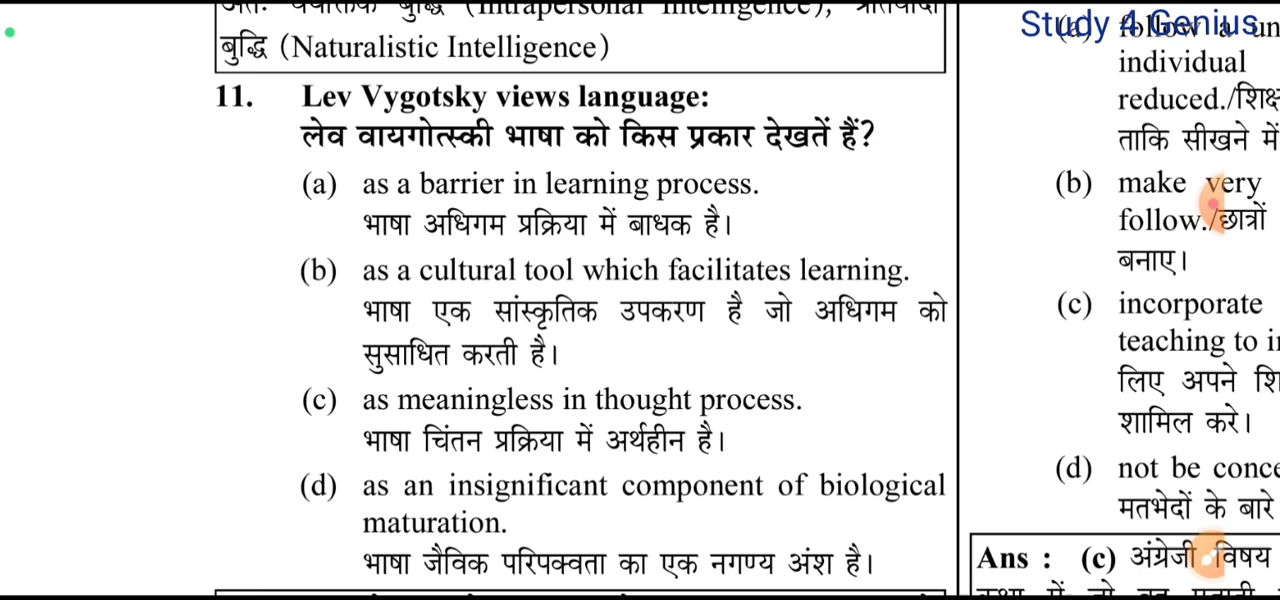 बुद्धि (Naturalistic Intelligence)
11. Lev Vygotsky views language:
लेव वायगोत्स्की भाषा को किस प्रकार देखतें हैं?
(a) as a barrier in learning process.
भाषा अधिगम प्रक्रिया में बाधक है।
(b) as a cultural tool which facilitates learning.
भाषा एक सांस्कृतिक उपकरण है जो अधिगम को
सुसाधित करती है।
(c) as meaningless in thought process.
भाषा चिंतन प्रक्रिया में अर्थहीन है।
(d) as an insignificant component of biological
maturation.
भाषा जैविक परिपक्वता का एक नगण्य अंश है।
Study 4 Genius
(a) follow a
individual
reduced./
ताकि सीखने में
(b) make very
follow./छात्रों
बनाए।
(c) incorporate
teaching to
लिए अपने
शामिल करे।
(d) not be
मतभेदों के बारे
Ans : (c) अंग्रेजी विषय